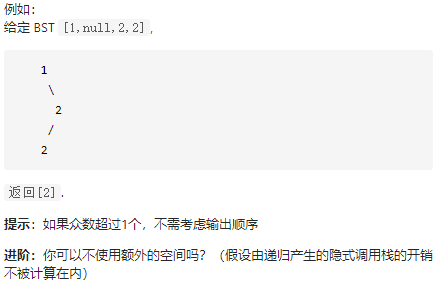 例如:
给定 BST [1,null,2,2],
1
\
2
/
2
返回[2].
提示:如果众数超过1个,不需考虑输出顺序
进阶:你可以不使用额外的空间吗?(假设由递归产生的隐式调用栈的开销
不被计算在内)